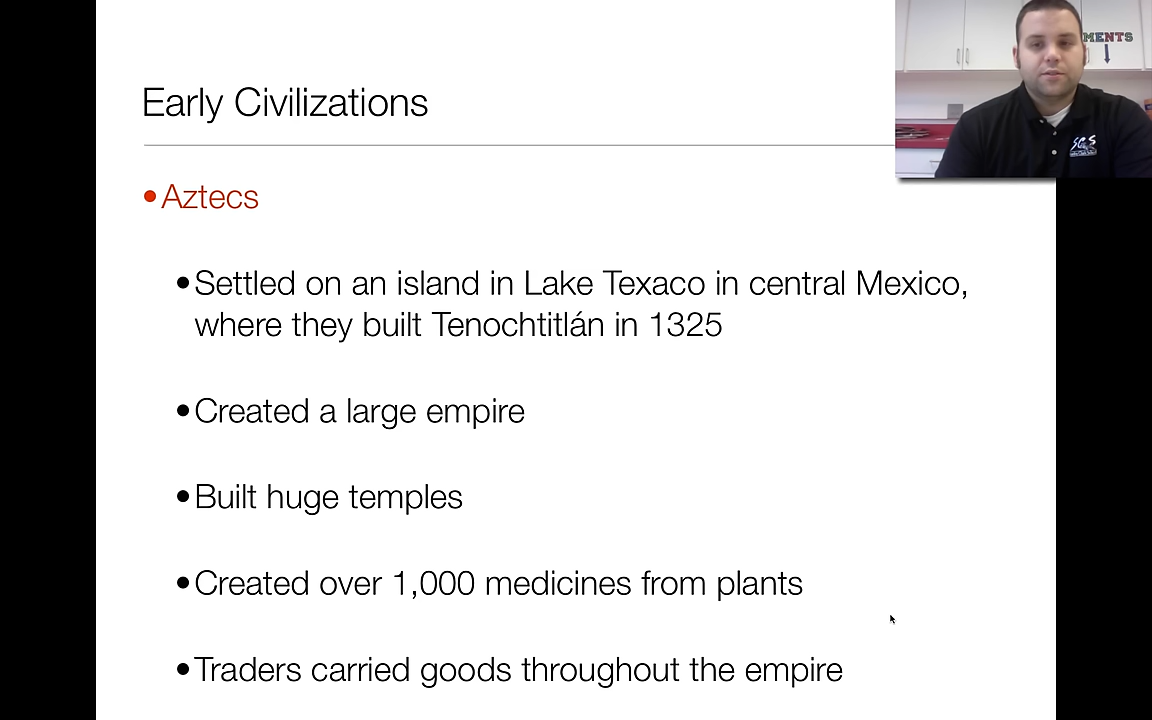 Early Civilizations
MENTS
•Aztecs
•Settled on an island in Lake Texaco in central Mexico,
where they built Tenochtitlán in 1325
•Created a large empire
•Built huge temples
•Created over 1,000 medicines from plants
•Traders carried goods throughout the empire